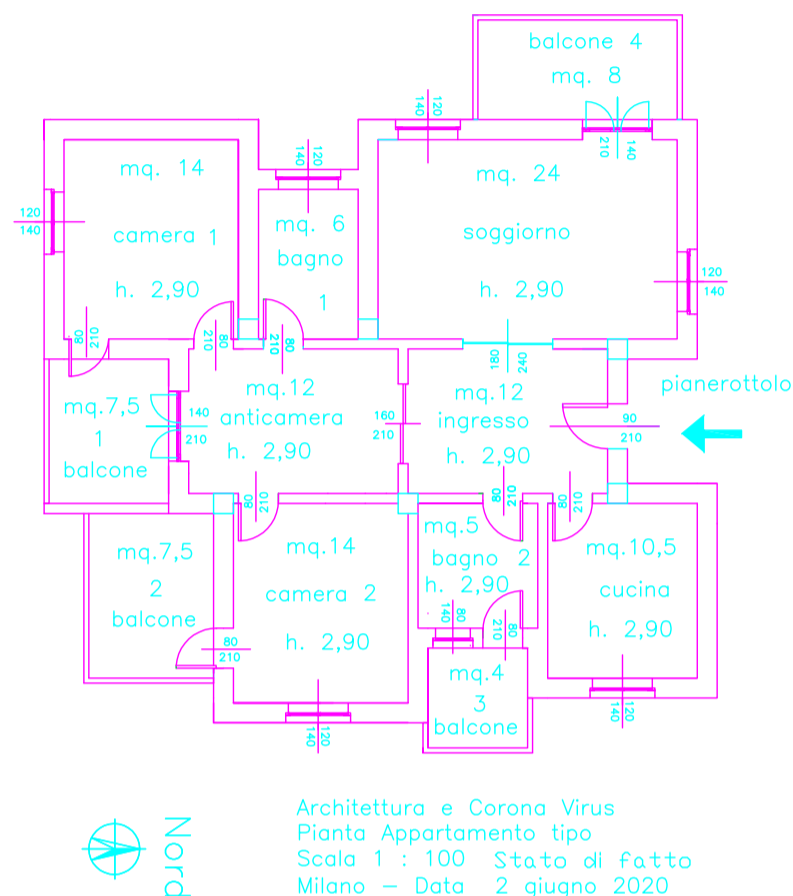 balcone 4
mq. 8
120
140
210
140
mq. 14
camera 1
h. 2,90
120
140
120
140
mq. 6
bagno
1
mq. 24
soggiorno
h. 2,90
120
140
80
210
210
80
80
210
180
240
mq.7,5
1
balcone
140
210
mq.12
anticamera
h. 2,90
160
210
mq.12
ingresso
h. 2,90
pianerottolo
90
210
80
210
80
210
80
210
mq.7,5
2
balcone
mq.14
camera 2
h. 2,90
80
210
mq.5
bagno 2
h. 2,90
140
80
210
80
mq.10,5
cucina
h. 2,90
mq.4
3
balcone
140
120
140
120
Nord
Architettura e Corona Virus
Pianta Appartamento tipo
Scala 1 : 100 Stato di fatto
Milano – Data 2 giugno 2020